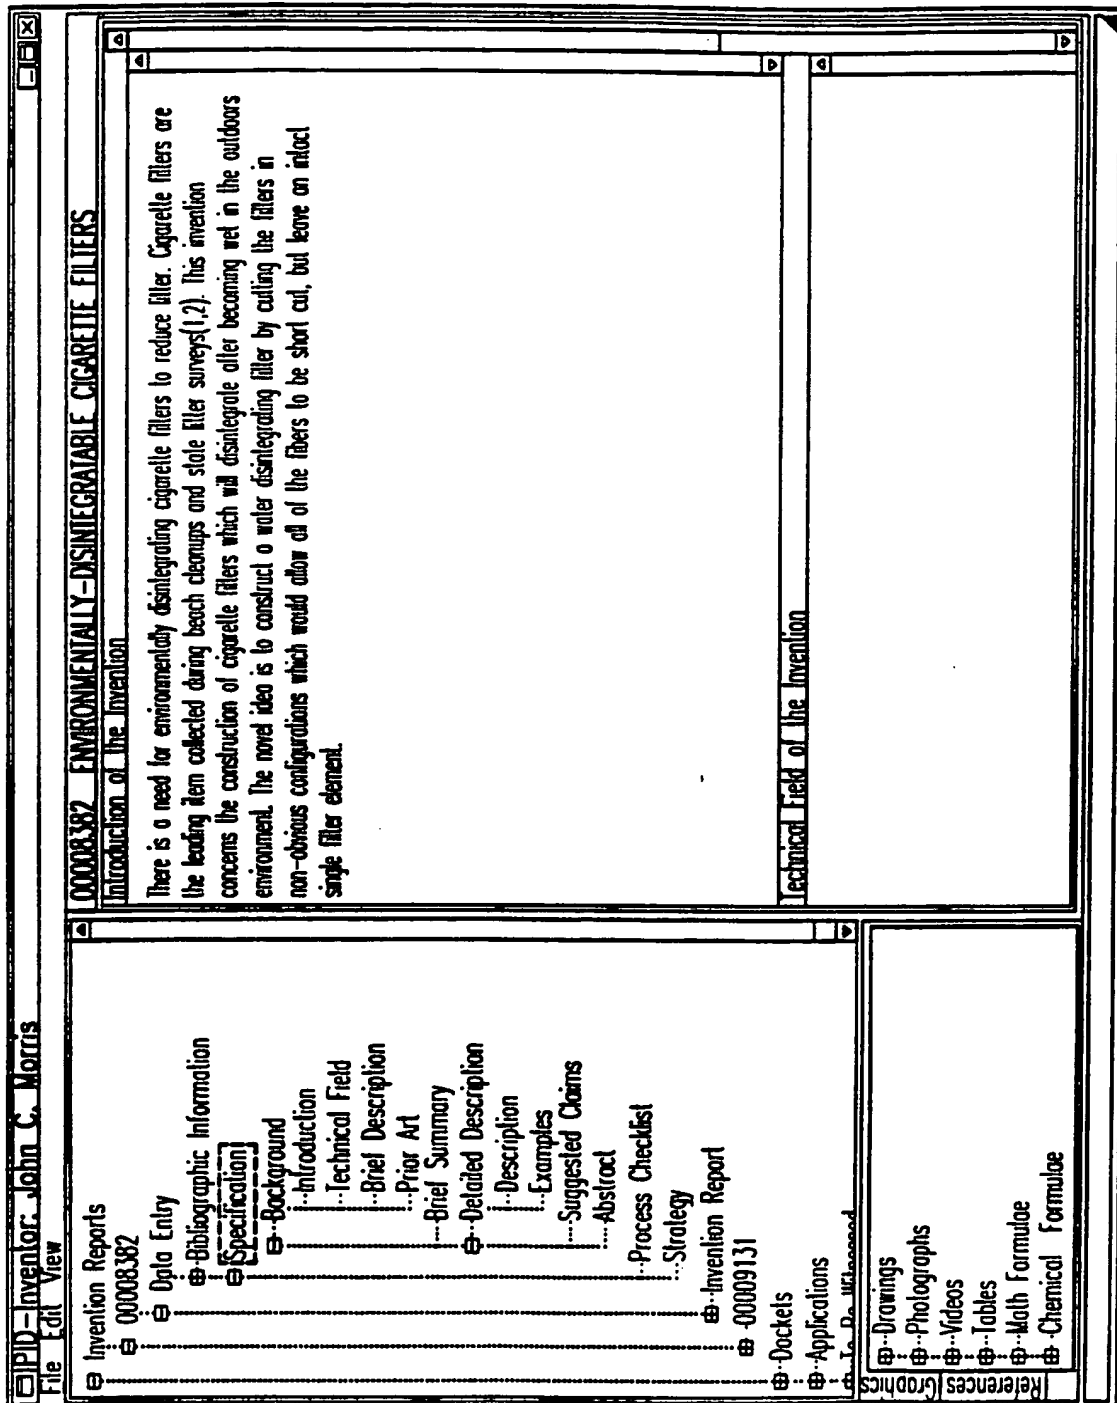 PID-Inventor: John C. Morris
File Edit View
Invention Reports
00008382
Data Entry
Bibliographic Information
Specification
Background
Introduction
Technical Field
Brief Description
Prior Art
Brief Summary
Detailed Description
Description
Examples
Suggested Claims
Abstract
Process Checklist
Strategy
Invention Report
00009131
Dockets
Applications
To Be Witnessed
References
Graphics
Drawings
Photographs
Videos
Tables
Math Formulae
Chemical Formulae
00008382 ENVIRONMENTALLY-DISINTEGRATABLE CIGARETTE FILTERS
Introduction of the Invention
There is a need for environmentally disintegrating cigarette filters to reduce litter. Cigarette filters are
the leading item collected during beach cleanups and state litter surveys(1,2). This invention
concerns the construction of cigarette filters which will disintegrate after becoming wet in the outdoors
environment. The novel idea is to construct a water disintegrating filter by cutting the filters in
non-obvious configurations which would allow all of the fibers to be short cut, but leave an intact
single filter element.
Technical Field of the Invention